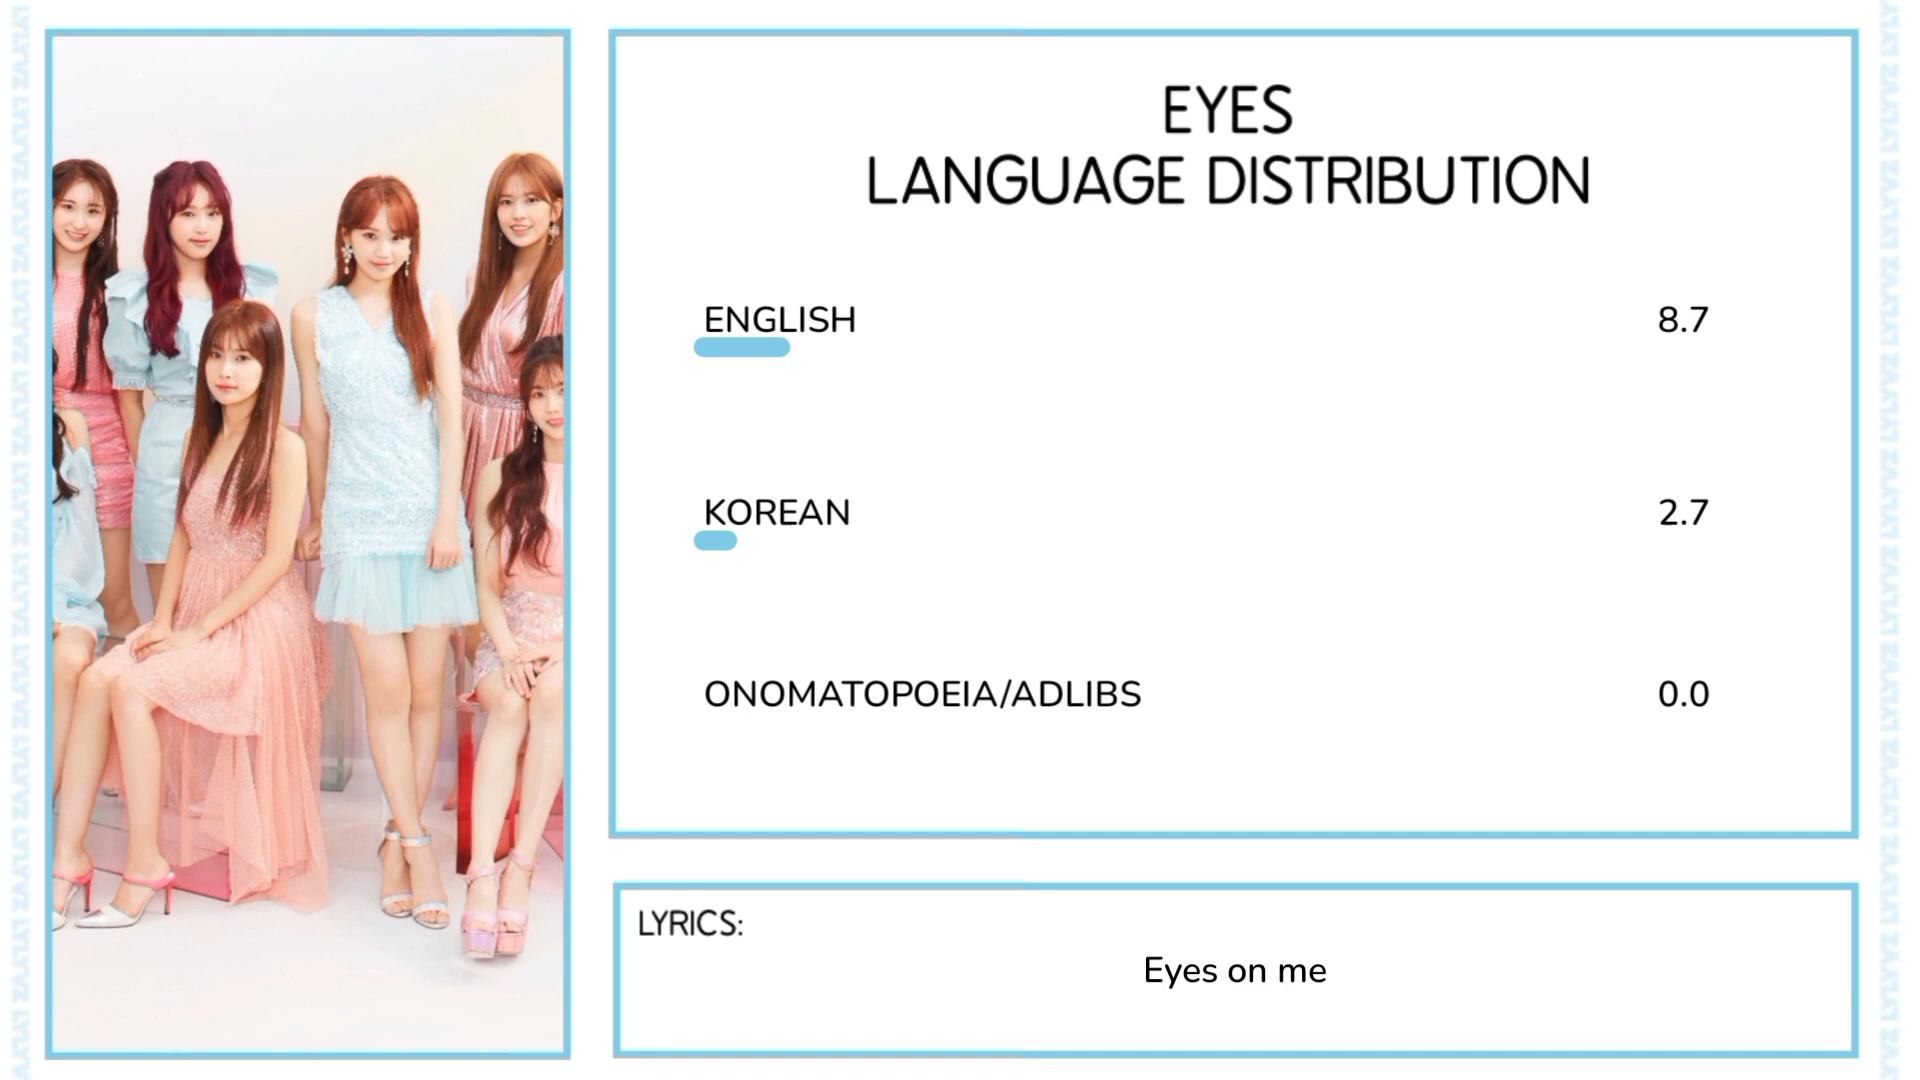 EYES
LANGUAGE DISTRIBUTION
ENGLISH 8.7
KOREAN 2.7
ONOMATOPOEIA/ADLIBS 0.0
LYRICS:
Eyes on me